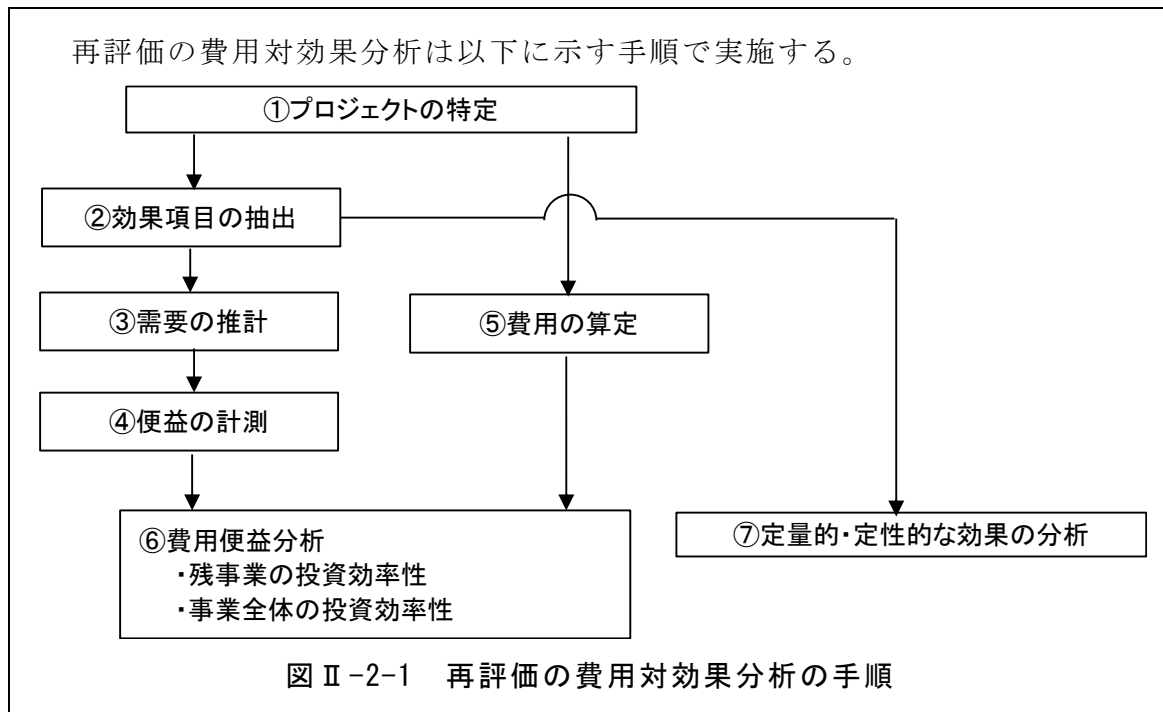 再評価の費用対効果分析は以下に示す手順で実施する。
①プロジェクトの特定
②効果項目の抽出
③需要の推計
⑤費用の算定
④便益の計測
⑥費用便益分析
・残事業の投資効率性
・事業全体の投資効率性
⑦定量的・定性的な効果の分析
図Ⅱ-2-1 再評価の費用対効果分析の手順